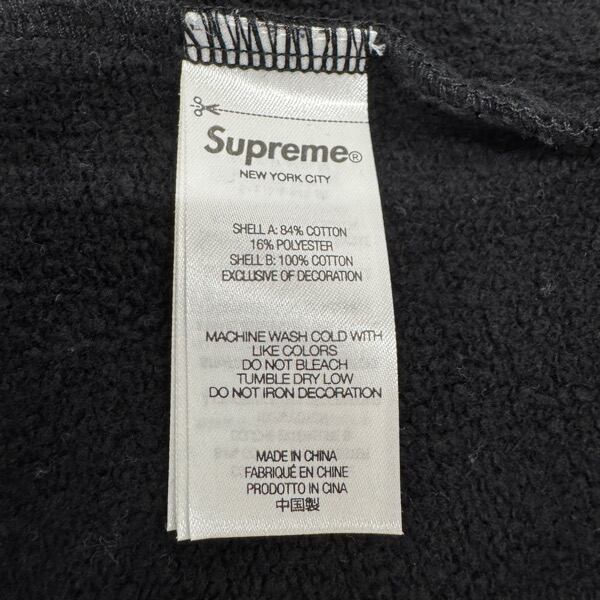 Supreme®
NEW YORK CITY
SHELL A: 84% COTTON
16% POLYESTER
SHELL B: 100% COTTON
EXCLUSIVE OF DECORATION
MACHINE WASH COLD WITH
LIKE COLORS
DO NOT BLEACH
TUMBLE DRY LOW
DO NOT IRON DECORATION
MADE IN CHINA
FABRIQUÉ EN CHINE
PRODOTTO IN CINA
中国製